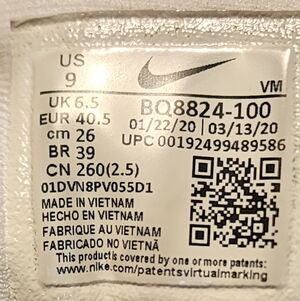 US
9
VM
UK 6.5
EUR 40.5
cm 26
BR 39
CN 260(2.5)
BQ8824-100
01/22/20 | 03/13/20
UPC 00192499489586
01DVN8PV055D1
MADE IN VIETNAM
HECHO EN VIETNAM
FABRIQUE AU VIETNAM
FABRICADO NO VIETNÃ
This product is covered by one or more patents:
www.nike.com/patentsvirtualmarking